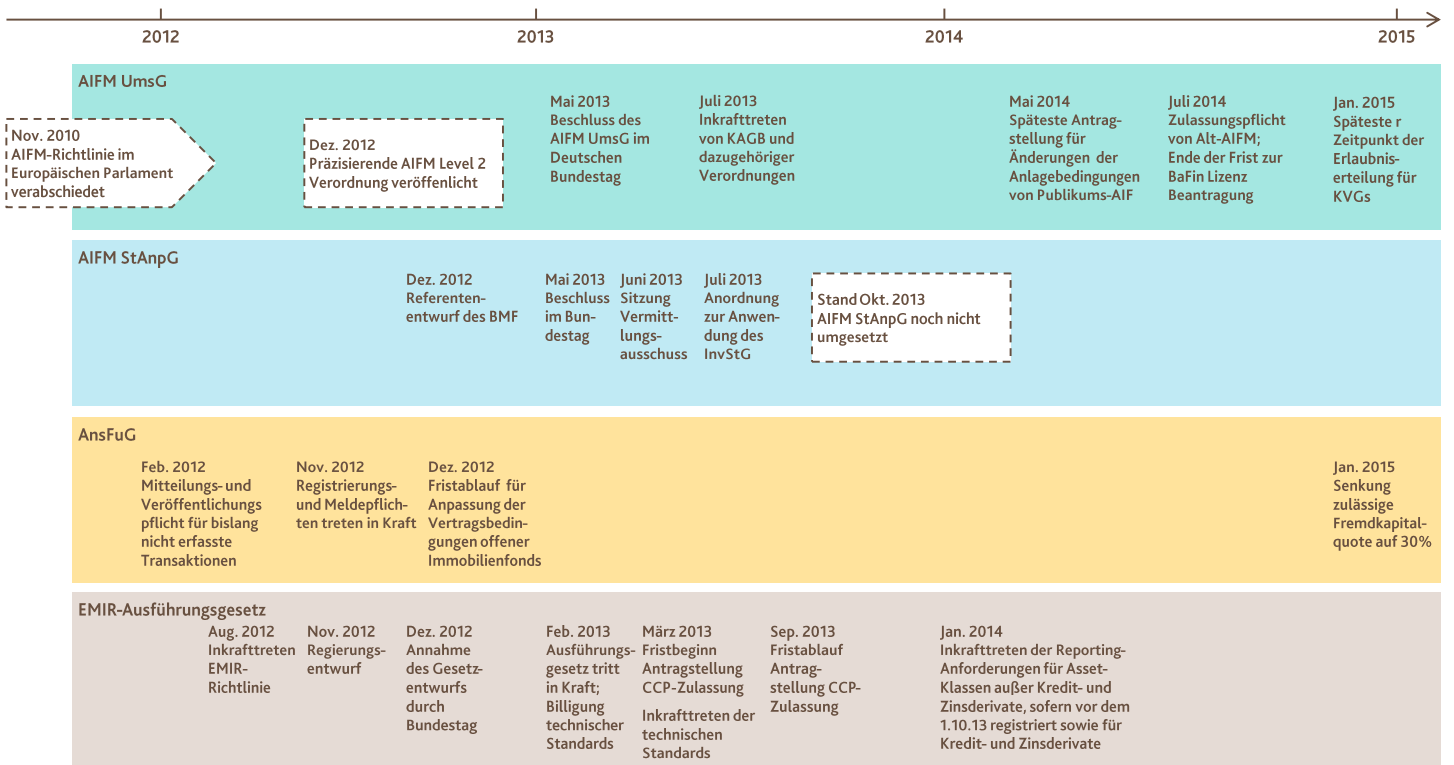 2012
2013
2014
2015
AIFM UmsG
Nov. 2010
AIFM-Richtlinie im
Europäischen Parlament
verabschiedet
Dez. 2012
Präzisierende AIFM Level 2
Verordnung veröffenlicht
Mai 2013
Beschluss des
AIFM UmsG im
Deutschen
Bundestag
Juli 2013
Inkrafttreten
von KAGB und
dazugehöriger
Verordnungen
Mai 2014
Späteste Antrag-
stellung für
Änderungen der
Anlagebedingungen
von Publikums-AIF
Juli 2014
Zulassungspflicht
von Alt-AIFM;
Ende der Frist zur
BaFin Lizenz
Beantragung
Jan. 2015
Späteste r
Zeitpunkt der
Erlaubnis-
erteilung für
KVGs
AIFM StAnpG
Dez. 2012
Referenten-
entwurf des BMF
Mai 2013
Beschluss
im Bun-
destag
Juni 2013
Sitzung
Vermitt-
lungs-
ausschuss
Juli 2013
Anordnung
zur Anwen-
dung des
InvStG
Stand Okt. 2013
AIFM StAnpG noch nicht
umgesetzt
AnsFuG
Feb. 2012
Mitteilungs- und
Veröffentlichungs
pflicht für bislang
nicht erfasste
Transaktionen
Nov. 2012
Registrierungs-
und Meldepflich-
ten treten in Kraft
Dez. 2012
Fristablauf für
Anpassung der
Vertragsbedin-
gungen offener
Immobilienfonds
Jan. 2015
Senkung
zulässige
Fremdkapital-
quote auf 30%
EMIR-Ausführungsgesetz
Aug. 2012
Inkrafttreten
EMIR-
Richtlinie
Nov. 2012
Regierungs-
entwurf
Dez. 2012
Annahme
des Gesetz-
entwurfs
durch
Bundestag
Feb. 2013
Ausführungs-
gesetz tritt
in Kraft;
Billigung
technischer
Standards
März 2013
Fristbeginn
Antragstellung
CCP-Zulassung
Inkrafttreten der
technischen
Standards
Sep. 2013
Fristablauf
Antrag-
stellung CCP-
Zulassung
Jan. 2014
Inkrafttreten der Reporting-
Anforderungen für Asset-
Klassen außer Kredit- und
Zinsderivate, sofern vor dem
1.10.13 registriert sowie für
Kredit- und Zinsderivate